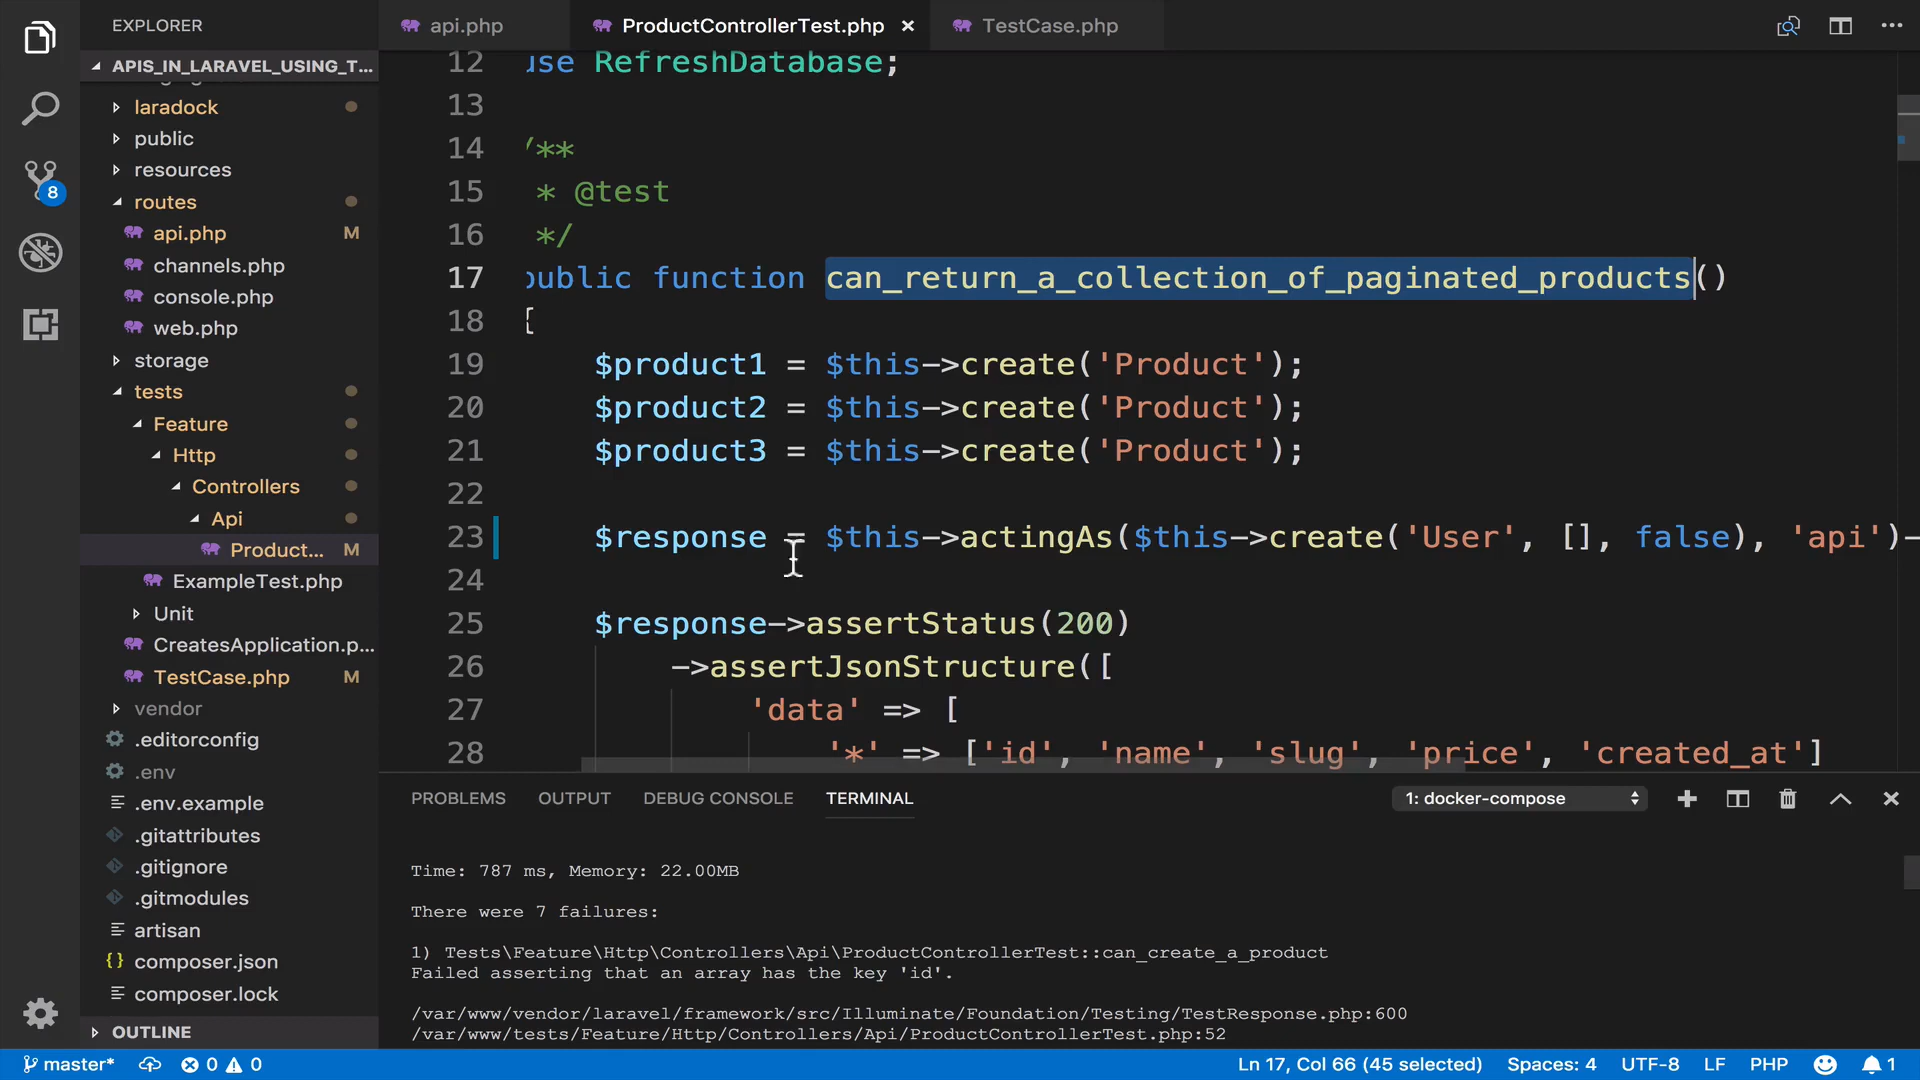 EXPLORER
api.php
ProductControllerTest.php
TestCase.php
APIS_IN_LARAVEL_USING_T...
laradock
public
resources
routes
api.php M
channels.php
console.php
web.php
storage
tests
Feature
Http
Controllers
Api
Product... M
ExampleTest.php
Unit
CreatesApplication.p...
TestCase.php M
vendor
.editorconfig
.env
.env.example
.gitattributes
.gitignore
.gitmodules
artisan
{} composer.json
composer.lock
OUTLINE
8
12 use RefreshDatabase;
13
14 /**
15 * @test
16 */
17 public function can_return_a_collection_of_paginated_products()
18 {
19 $product1 = $this->create('Product');
20 $product2 = $this->create('Product');
21 $product3 = $this->create('Product');
22
23 $response = $this->actingAs($this->create('User', [], false), 'api')-
24
25 $response->assertStatus(200)
26 ->assertJsonStructure([
27 'data' => [
28 '*' => ['id', 'name', 'slug', 'price', 'created_at']
PROBLEMS OUTPUT DEBUG CONSOLE TERMINAL 1: docker-compose
Time: 787 ms, Memory: 22.00MB
There were 7 failures:
1) Tests\Feature\Http\Controllers\Api\ProductControllerTest::can_create_a_product
Failed asserting that an array has the key 'id'.
/var/www/vendor/laravel/framework/src/Illuminate/Foundation/Testing/TestResponse.php:600
/var/www/tests/Feature/Http/Controllers/Api/ProductControllerTest.php:52
master* 0 0 Ln 17, Col 66 (45 selected) Spaces: 4 UTF-8 LF PHP 1